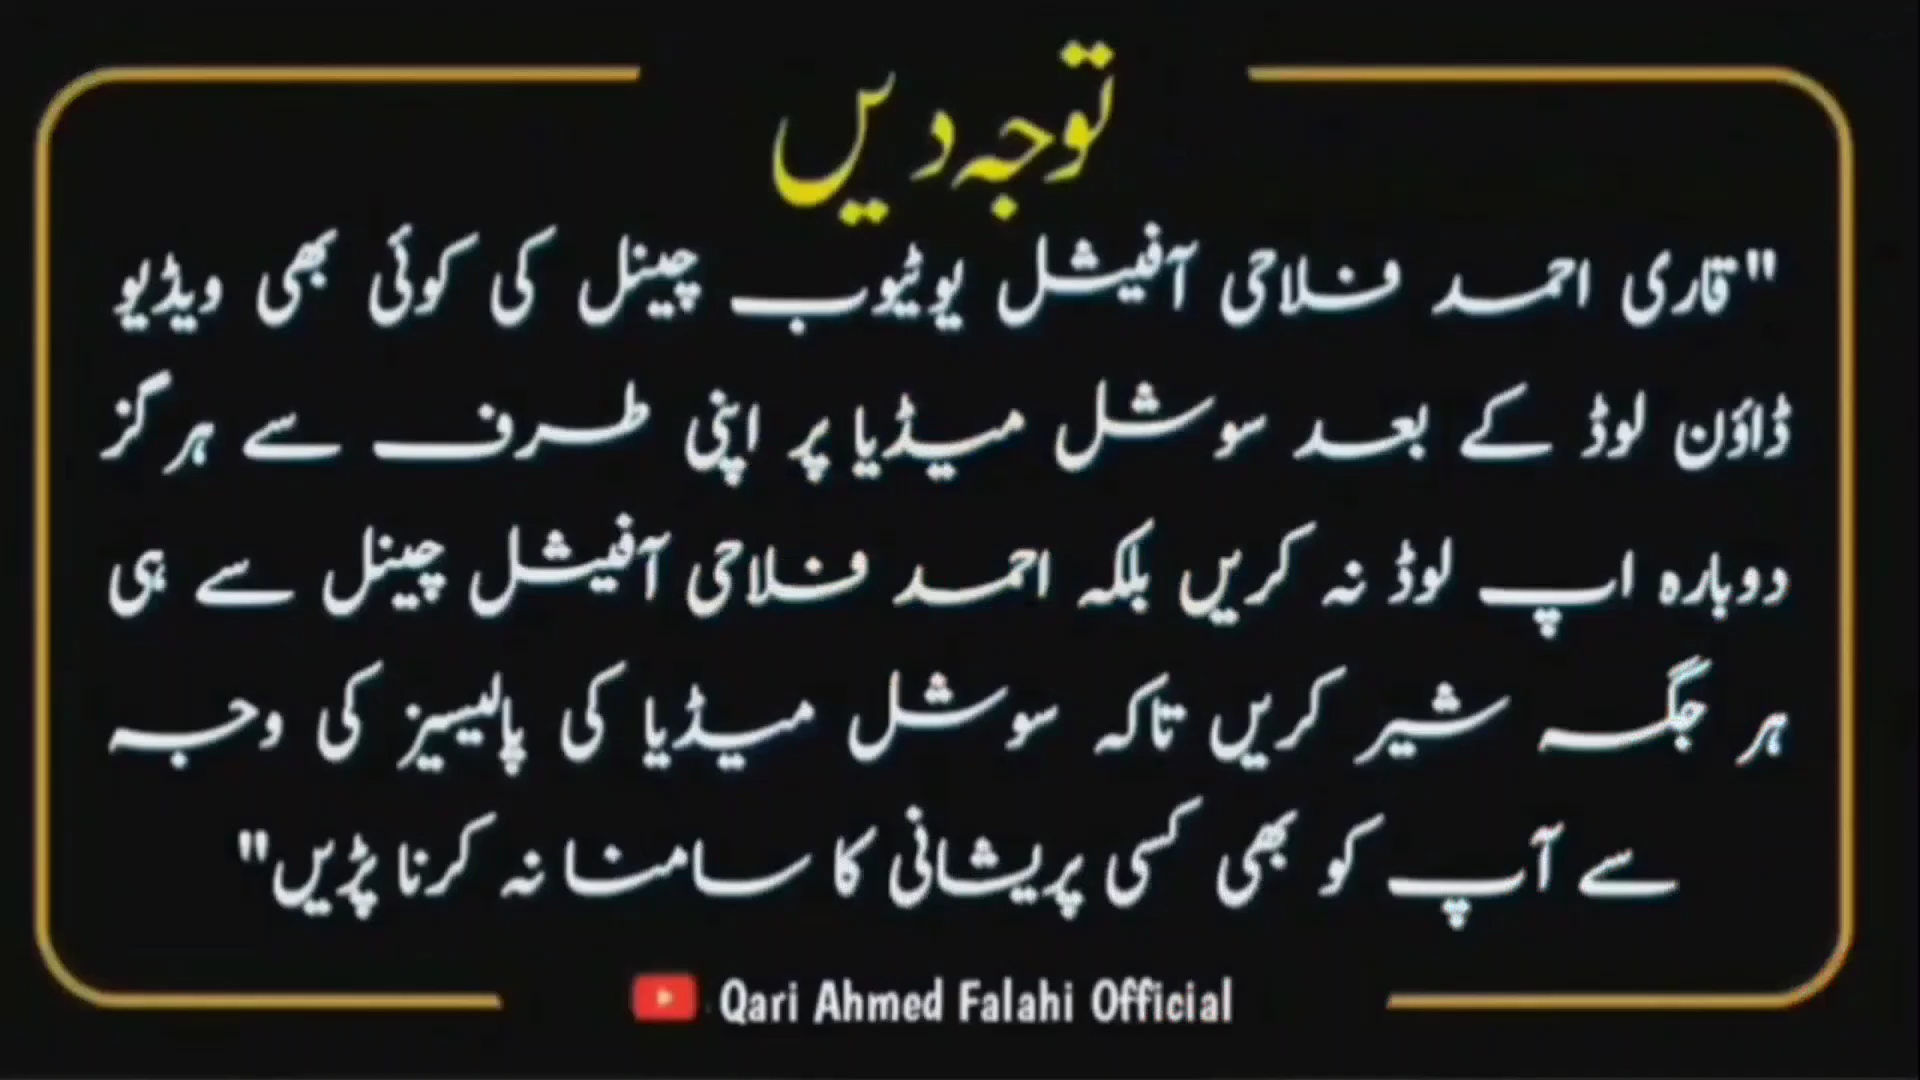 توجہ دیں
"قاری احمد فلاحی آفیشل یوٹیوب چینل کی کوئی بھی ویڈیو
ڈاؤن لوڈ کے بعد سوشل میڈیا پر اپنی طرف سے ہرگز
دوبارہ اپ لوڈ نہ کریں بلکہ احمد فلاحی آفیشل چینل سے ہی
ہر جگہ شیر کریں تاکہ سوشل میڈیا کی پالیسیز کی وجہ
سے آپ کو بھی کسی پریشانی کا سامنا نہ کرنا پڑیں"
Qari Ahmed Falahi Official